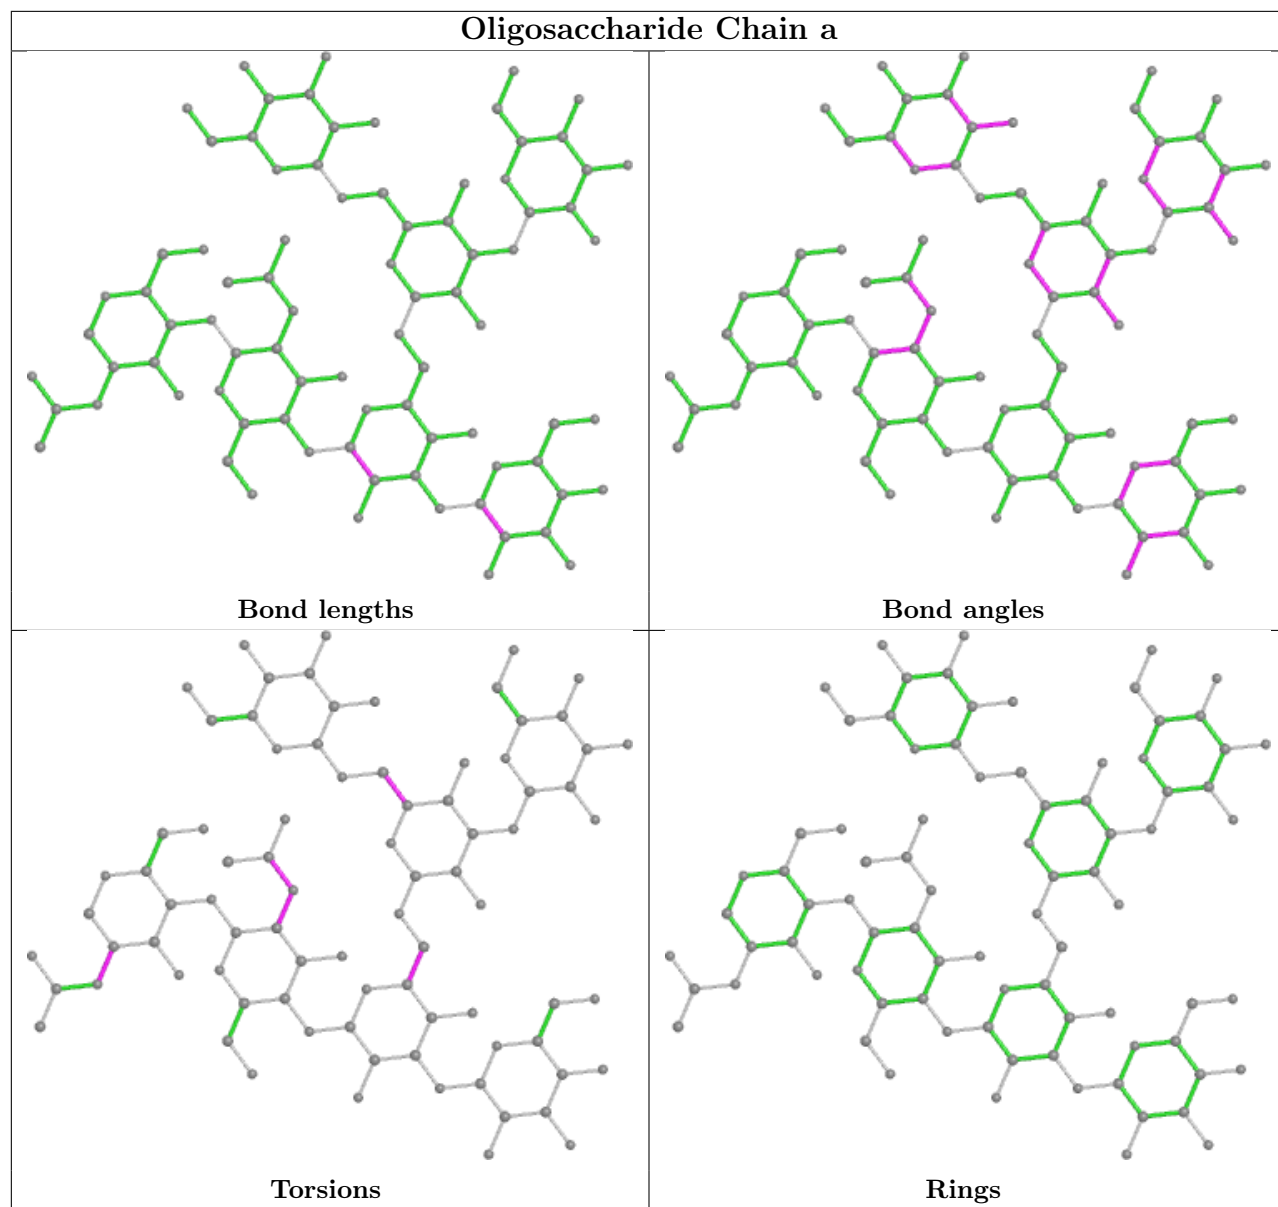 Oligosaccharide Chain a
Bond lengths
Bond angles
Torsions
Rings